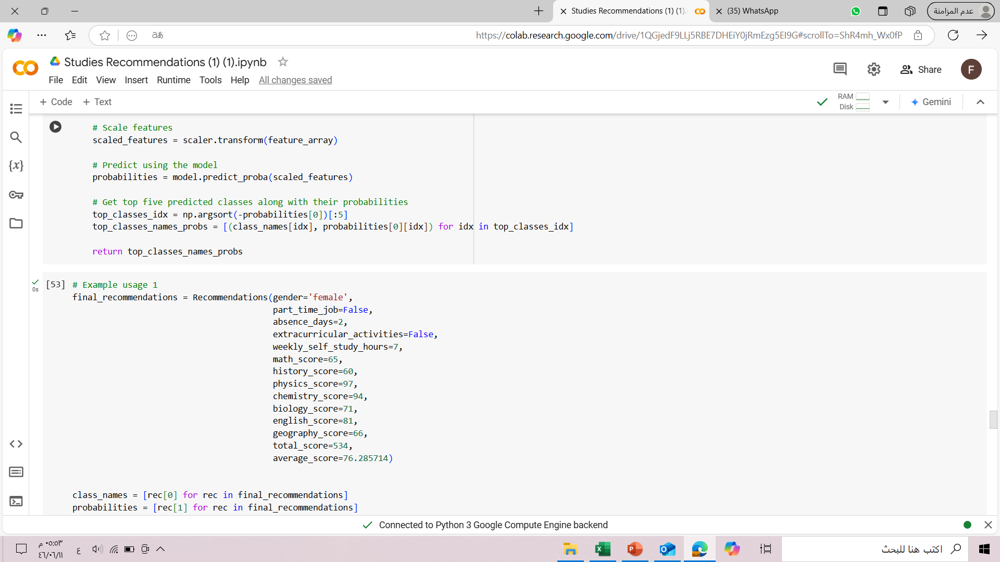 Studies Recommendations (1) (1).
(35) WhatsApp
عدم المزامنة
https://colab.research.google.com/drive/1QGjedF9LLj5RBE7DHEiY0jRmEzg5EI9G#scrollTo=ShR4mh_Wx0fP
Studies Recommendations (1) (1).ipynb
Share
F
File Edit View Insert Runtime Tools Help All changes saved
+ Code + Text
RAM
Disk
Gemini
# Scale features
scaled_features = scaler.transform(feature_array)
# Predict using the model
probabilities = model.predict_proba(scaled_features)
# Get top five predicted classes along with their probabilities
top_classes_idx = np.argsort(-probabilities[0])[:5]
top_classes_names_probs = [(class_names[idx], probabilities[0][idx]) for idx in top_classes_idx]
return top_classes_names_probs
0s
[53] # Example usage 1
final_recommendations = Recommendations(gender='female',
part_time_job=False,
absence_days=2,
extracurricular_activities=False,
weekly_self_study_hours=7,
math_score=65,
history_score=60,
physics_score=97,
chemistry_score=94,
biology_score=71,
english_score=81,
geography_score=66,
total_score=534,
average_score=76.285714)
class_names = [rec[0] for rec in final_recommendations]
probabilities = [rec[1] for rec in final_recommendations]
Connected to Python 3 Google Compute Engine backend
٠٥:٥٣ م
٤٦/٠٦/١١
ع
اكتب هنا للبحث